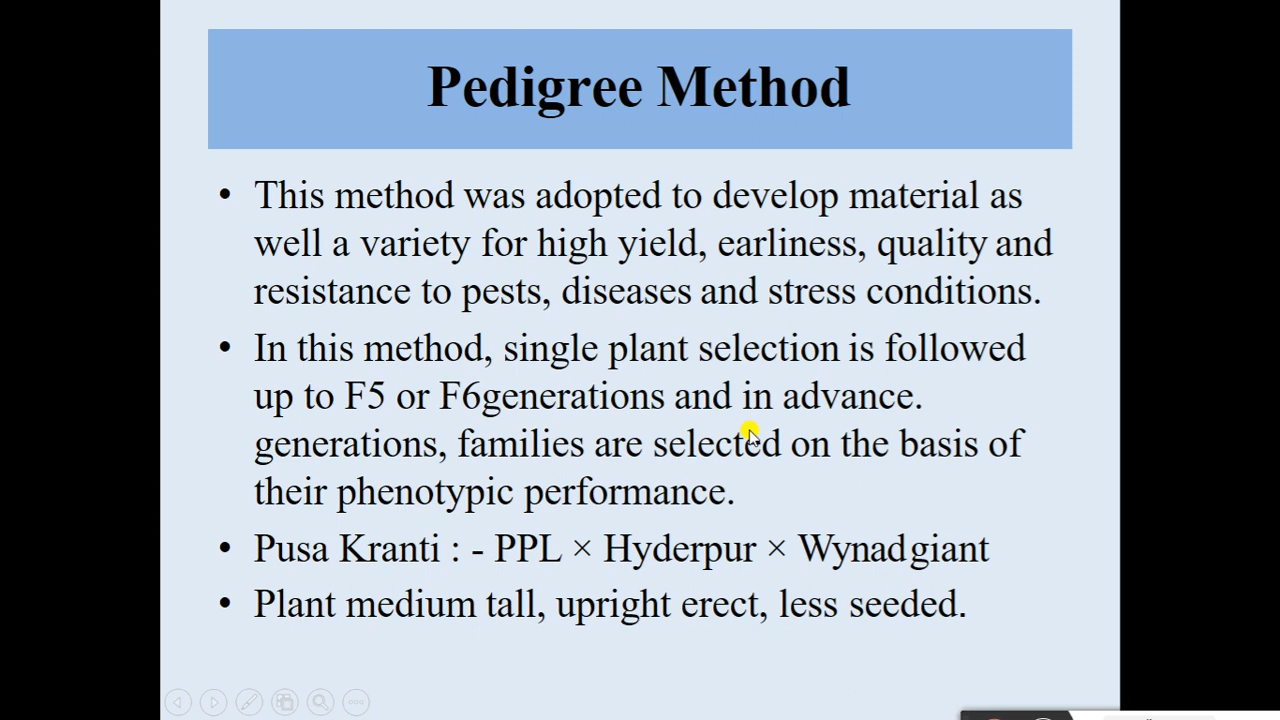 Pedigree Method
• This method was adopted to develop material as
well a variety for high yield, earliness, quality and
resistance to pests, diseases and stress conditions.
• In this method, single plant selection is followed
up to F5 or F6generations and in advance.
generations, families are selected on the basis of
their phenotypic performance.
• Pusa Kranti : - PPL × Hyderpur × Wynad giant
• Plant medium tall, upright erect, less seeded.